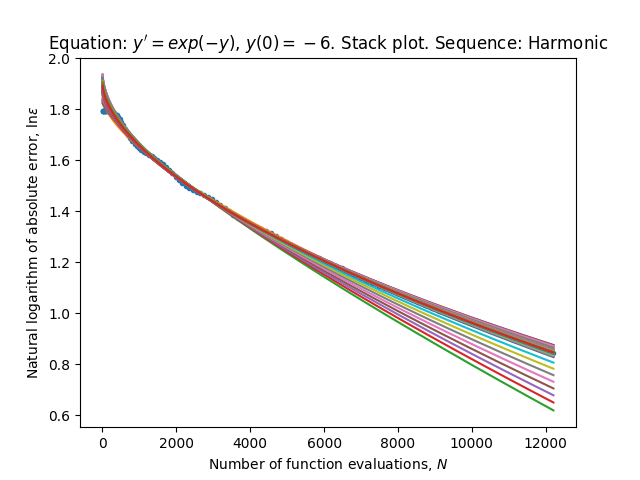 Equation: y' = exp(−y), y(0) = −6. Stack plot. Sequence: Harmonic
2.0
1.8
1.6
1.4
1.2
1.0
0.8
0.6
Natural logarithm of absolute error, lnε
0 2000 4000 6000 8000 10000 12000
Number of function evaluations, N